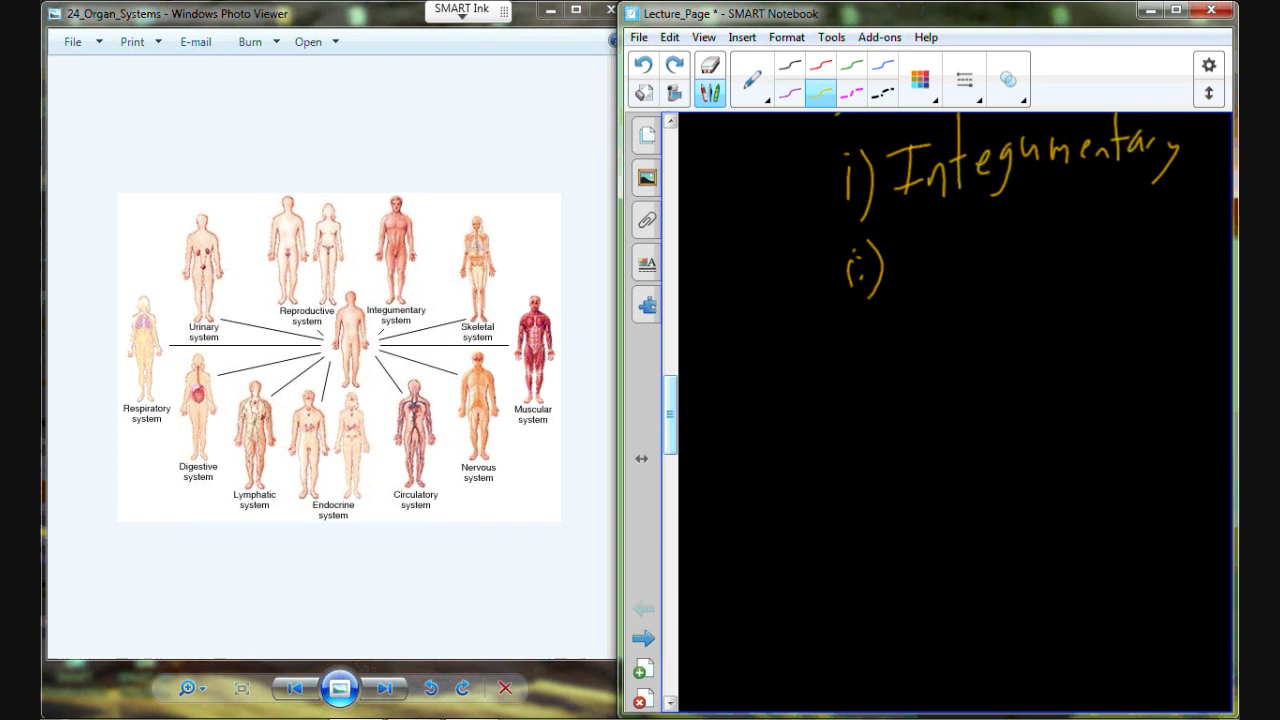 24_Organ_Systems - Windows Photo Viewer
SMART Ink
File Print E-mail Burn Open
Reproductive
system
Integumentary
system
Urinary
system
Skeletal
system
Respiratory
system
Muscular
system
Digestive
system
Nervous
system
Lymphatic
system
Endocrine
system
Circulatory
system
Lecture_Page * - SMART Notebook
File Edit View Insert Format Tools Add-ons Help
i) Integumentary
ii)